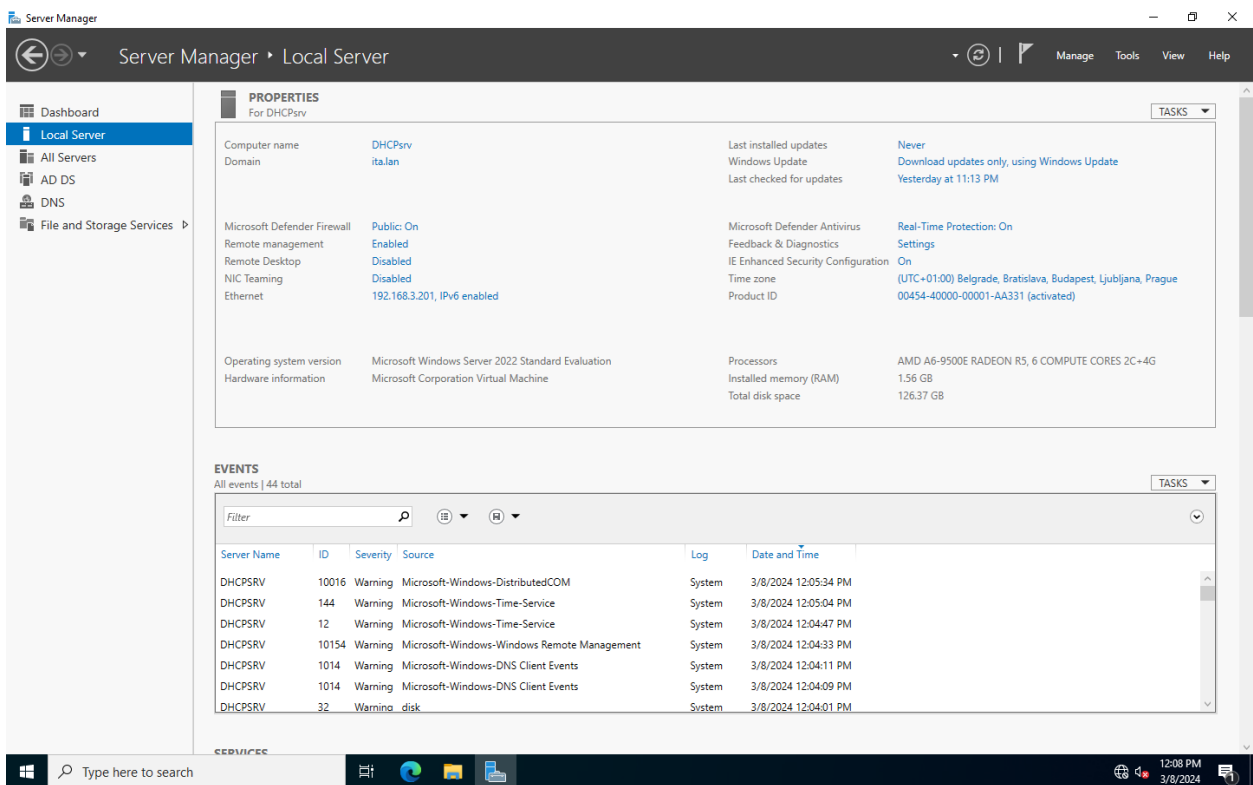 Server Manager
Server Manager ‣ Local Server
Manage Tools View Help
Dashboard
Local Server
All Servers
AD DS
DNS
File and Storage Services
PROPERTIES
For DHCPsrv
TASKS
Computer name DHCPsrv Last installed updates Never
Domain ita.lan Windows Update Download updates only, using Windows Update
Last checked for updates Yesterday at 11:13 PM
Microsoft Defender Firewall Public: On Microsoft Defender Antivirus Real-Time Protection: On
Remote management Enabled Feedback & Diagnostics Settings
Remote Desktop Disabled IE Enhanced Security Configuration On
NIC Teaming Disabled Time zone (UTC+01:00) Belgrade, Bratislava, Budapest, Ljubljana, Prague
Ethernet 192.168.3.201, IPv6 enabled Product ID 00454-40000-00001-AA331 (activated)
Operating system version Microsoft Windows Server 2022 Standard Evaluation Processors AMD A6-9500E RADEON R5, 6 COMPUTE CORES 2C+4G
Hardware information Microsoft Corporation Virtual Machine Installed memory (RAM) 1.56 GB
Total disk space 126.37 GB
EVENTS
All events | 44 total
TASKS
Filter
Server Name ID Severity Source Log Date and Time
DHCPSRV 10016 Warning Microsoft-Windows-DistributedCOM System 3/8/2024 12:05:34 PM
DHCPSRV 144 Warning Microsoft-Windows-Time-Service System 3/8/2024 12:05:04 PM
DHCPSRV 12 Warning Microsoft-Windows-Time-Service System 3/8/2024 12:04:47 PM
DHCPSRV 10154 Warning Microsoft-Windows-Windows Remote Management System 3/8/2024 12:04:33 PM
DHCPSRV 1014 Warning Microsoft-Windows-DNS Client Events System 3/8/2024 12:04:11 PM
DHCPSRV 1014 Warning Microsoft-Windows-DNS Client Events System 3/8/2024 12:04:09 PM
DHCPSRV 32 Warning disk System 3/8/2024 12:04:01 PM
SERVICES
Type here to search
12:08 PM
3/8/2024
1